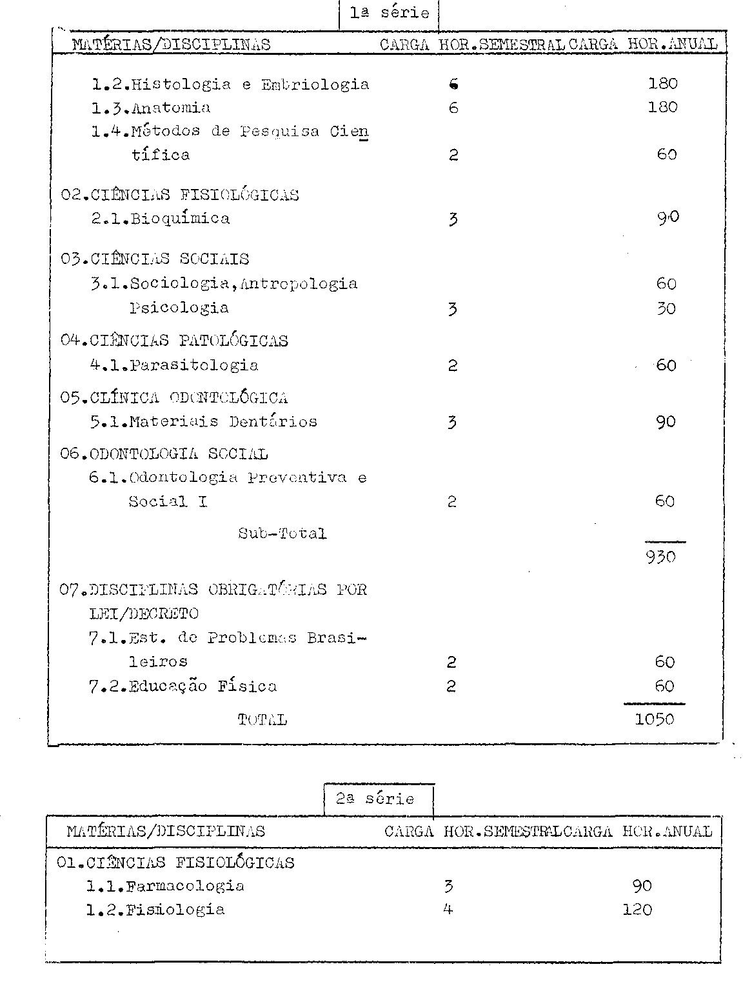 1ª série
MATÉRIAS/DISCIPLINAS CARGA HOR.SEMESTRAL CARGA HOR.ANUAL
1.2.Histologia e Embriologia 6 180
1.3.Anatomia 6 180
1.4.Métodos de Pesquisa Cien
tífica 2 60
02.CIÊNCIAS FISIOLÓGICAS
2.1.Bioquímica 3 90
03.CIÊNCIAS SOCIAIS
3.1.Sociologia,Antropologia 60
Psicologia 3 30
04.CIÊNCIAS PATOLÓGICAS
4.1.Parasitologia 2 60
05.CLÍNICA ODONTOLÓGICA
5.1.Materiais Dentários 3 90
06.ODONTOLOGIA SOCIAL
6.1.Odontologia Preventiva e
Social I 2 60
Sub-Total
930
07.DISCIPLINAS OBRIGATÓRIAS POR
LEI/DECRETO
7.1.Est. de Problemas Brasi-
leiros 2 60
7.2.Educação Física 2 60
TOTAL 1050
2ª série
MATÉRIAS/DISCIPLINAS CARGA HOR.SEMESTRAL CARGA HOR.ANUAL
01.CIÊNCIAS FISIOLÓGICAS
1.1.Farmacologia 3 90
1.2.Fisiologia 4 120